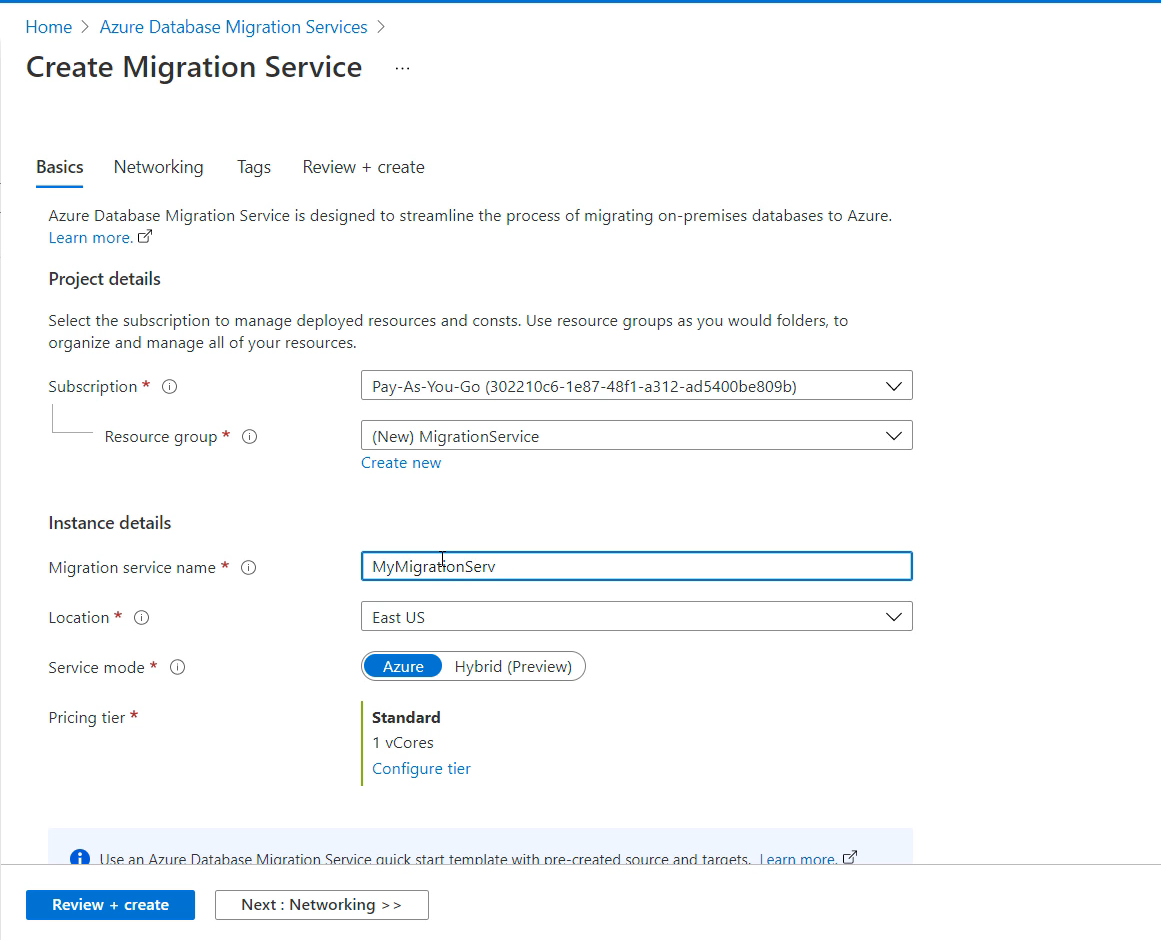 Home > Azure Database Migration Services >
Create Migration Service ...
Basics Networking Tags Review + create
Azure Database Migration Service is designed to streamline the process of migrating on-premises databases to Azure.
Learn more.
Project details
Select the subscription to manage deployed resources and consts. Use resource groups as you would folders, to
organize and manage all of your resources.
Subscription * Pay-As-You-Go (302210c6-1e87-48f1-a312-ad5400be809b)
Resource group * (New) MigrationService
Create new
Instance details
Migration service name * MyMigrationServ
Location * East US
Service mode * Azure Hybrid (Preview)
Pricing tier * Standard
1 vCores
Configure tier
Use an Azure Database Migration Service quick start template with pre-created source and targets. Learn more.
Review + create Next : Networking >>